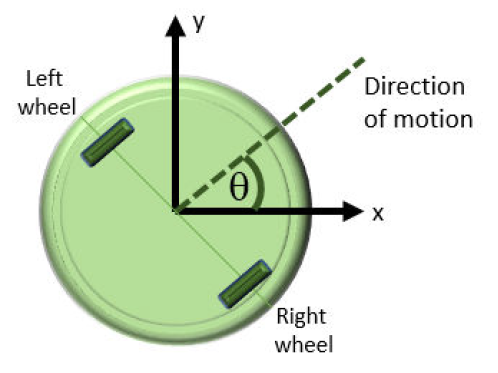 y
Left
wheel
Direction
of motion
θ
x
Right
wheel